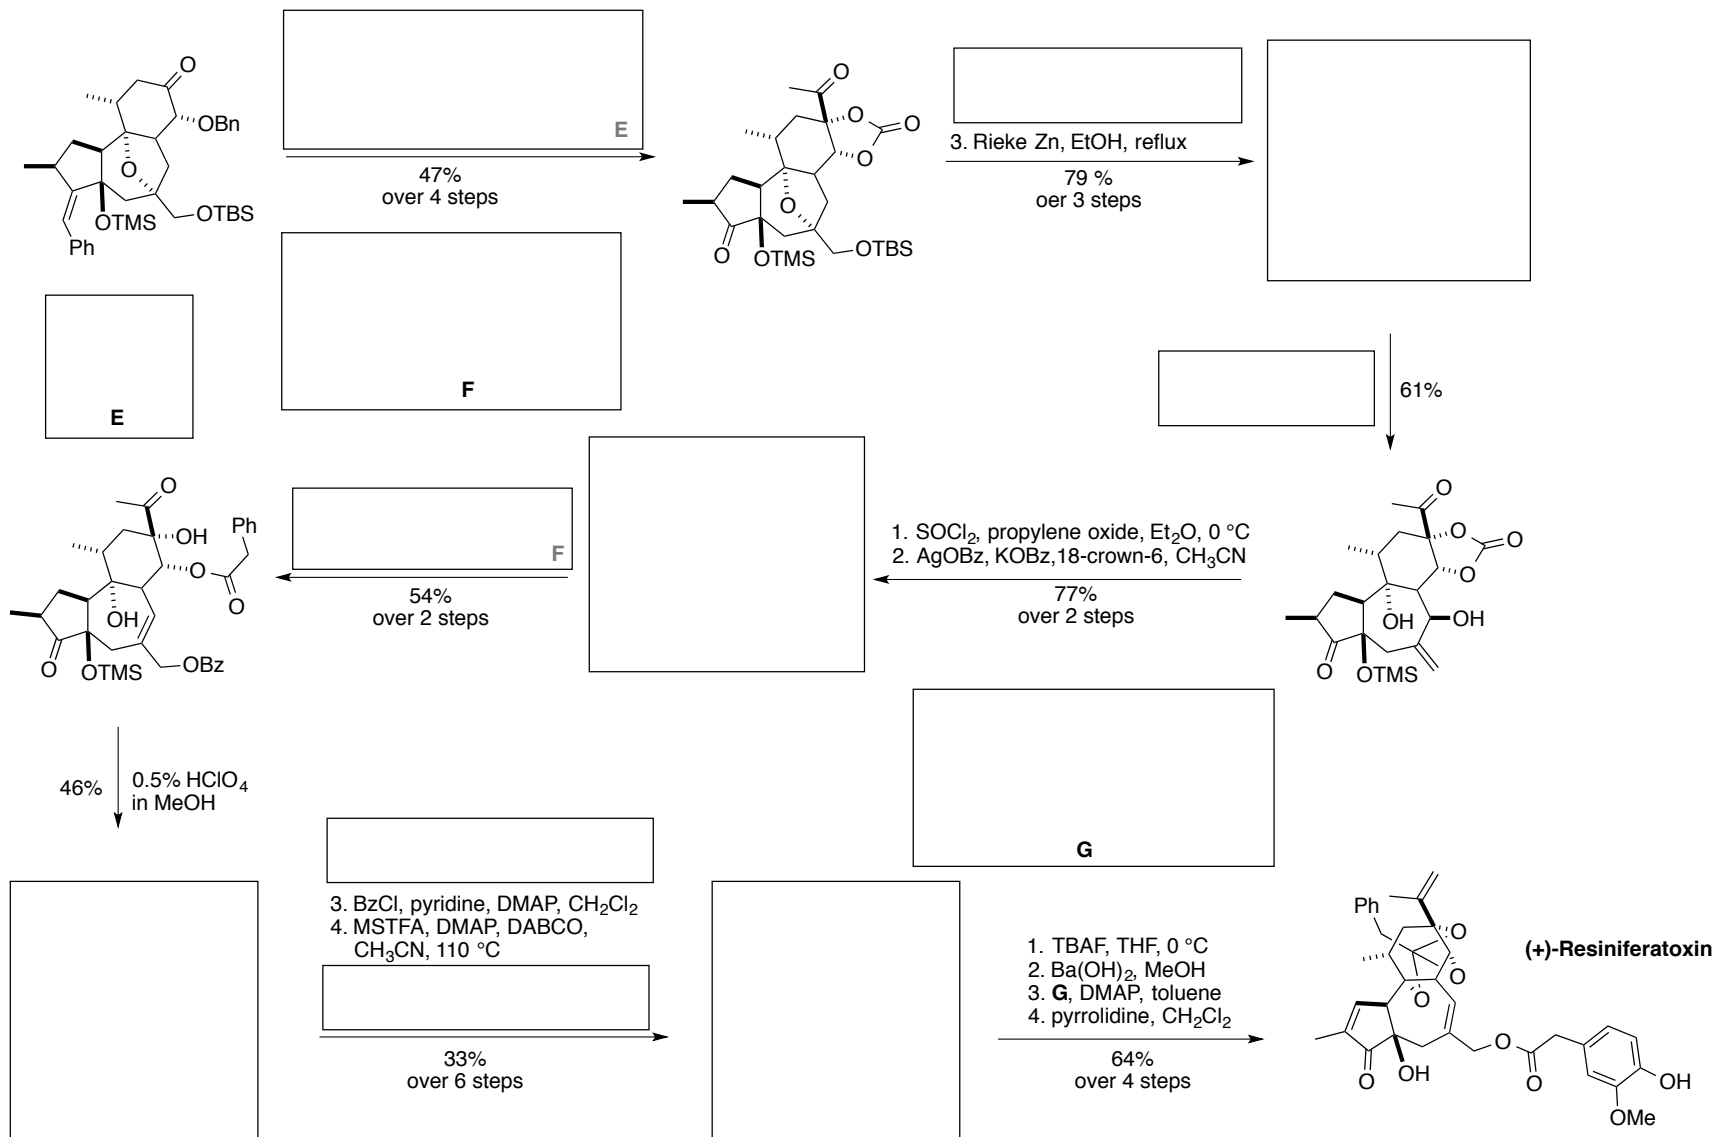 O
OBn
O
OTMS
OTBS
Ph
E
47%
over 4 steps
F
E
O
O
O
O
O
O
OTMS
OTBS
3. Rieke Zn, EtOH, reflux
79 %
oer 3 steps
61%
O
O
O
O
OH
OH
O
OTMS
1. SOCl2, propylene oxide, Et2O, 0 °C
2. AgOBz, KOBz,18-crown-6, CH3CN
77%
over 2 steps
F
54%
over 2 steps
O
Ph
OH
O
O
OH
O
OTMS
OBz
46%
0.5% HClO4
in MeOH
G
3. BzCl, pyridine, DMAP, CH2Cl2
4. MSTFA, DMAP, DABCO,
CH3CN, 110 °C
33%
over 6 steps
1. TBAF, THF, 0 °C
2. Ba(OH)2, MeOH
3. G, DMAP, toluene
4. pyrrolidine, CH2Cl2
64%
over 4 steps
Ph
O
O
O
(+)-Resiniferatoxin
O
OH
O
O
OH
OMe